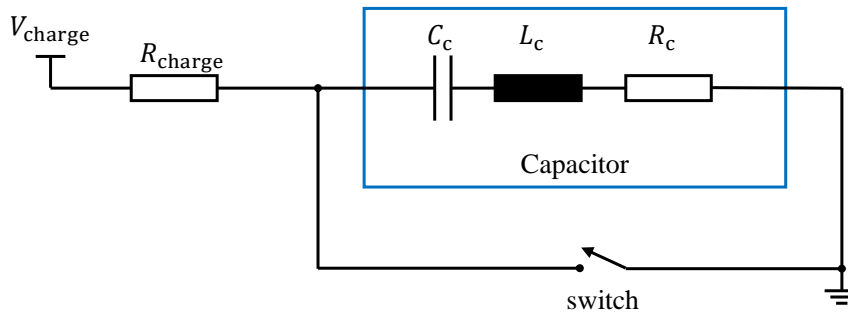 V_charge
R_charge
C_c
L_c
R_c
Capacitor
switch